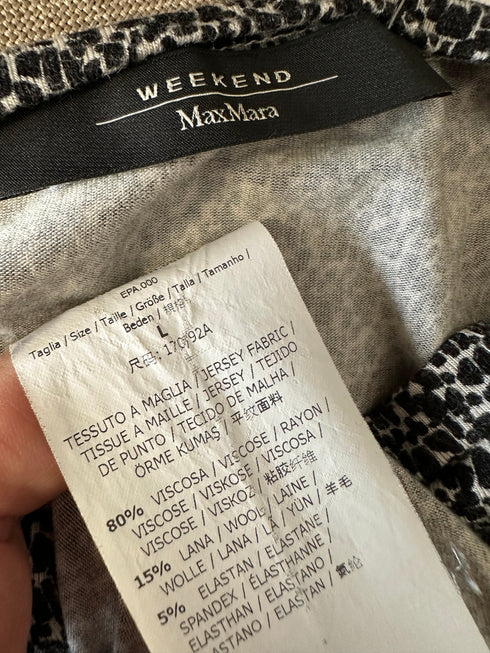 WEEKEND
MaxMara
EPA.000
Taglia / Size / Taille / Größe / Talla / Tamanho /
Beden / 规格
L
尺码: 170/92A
TESSUTO A MAGLIA / JERSEY FABRIC /
TISSUE A MAILLE / JERSEY / TEJIDO
DE PUNTO / TECIDO DE MALHA /
ÖRME KUMAŞ / 平纹面料
80% VISCOSA / VISCOSE / RAYON /
VISCOSE / VISKOSE / VISCOSA /
VISCOSE / VISKOZ / 粘胶纤维
15% LANA / WOOL / LAINE /
WOLLE / LANA / LÃ / YÜN / 羊毛
5% ELASTAN / ELASTANE /
SPANDEX / ÉLASTHANNE /
ELASTHAN / ELASTANO /
ELASTANO / ELASTAN / 氨纶